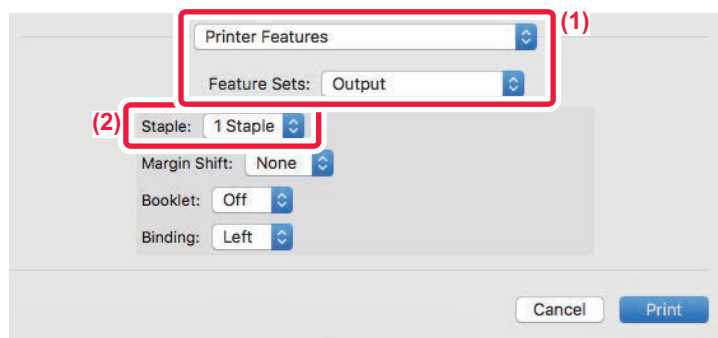 Printer Features
(1)
Feature Sets: Output
(2)
Staple: 1 Staple
Margin Shift: None
Booklet: Off
Binding: Left
Cancel Print